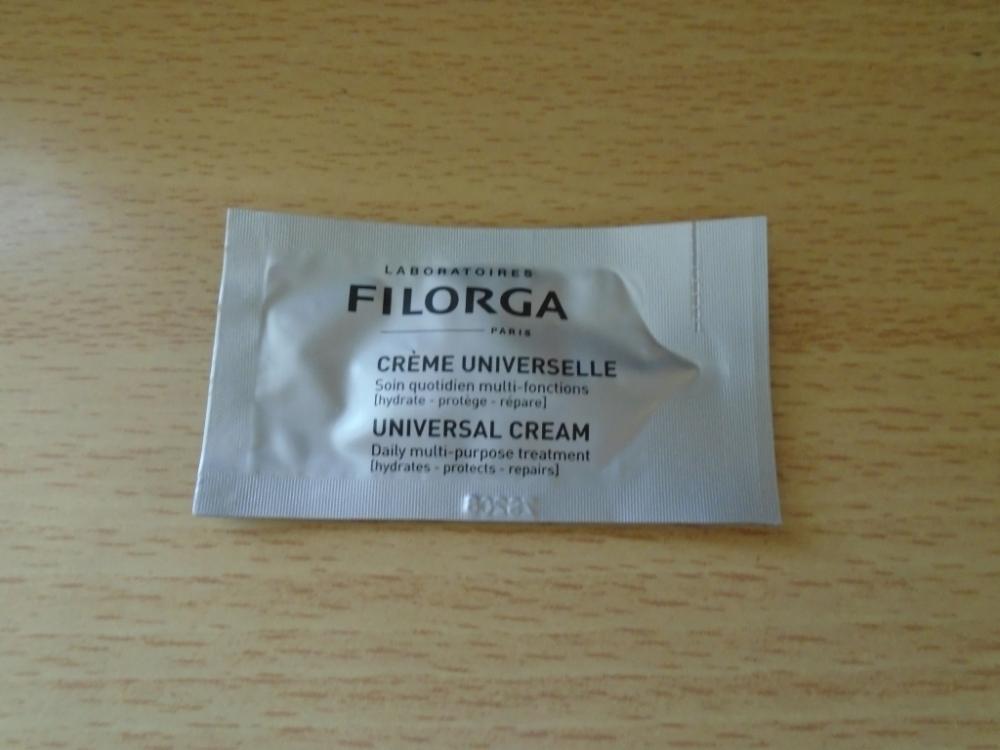 LABORATOIRES
FILORGA
PARIS
CRÈME UNIVERSELLE
Soin quotidien multi-fonctions
[hydrate - protège - répare]
UNIVERSAL CREAM
Daily multi-purpose treatment
[hydrates - protects - repairs]